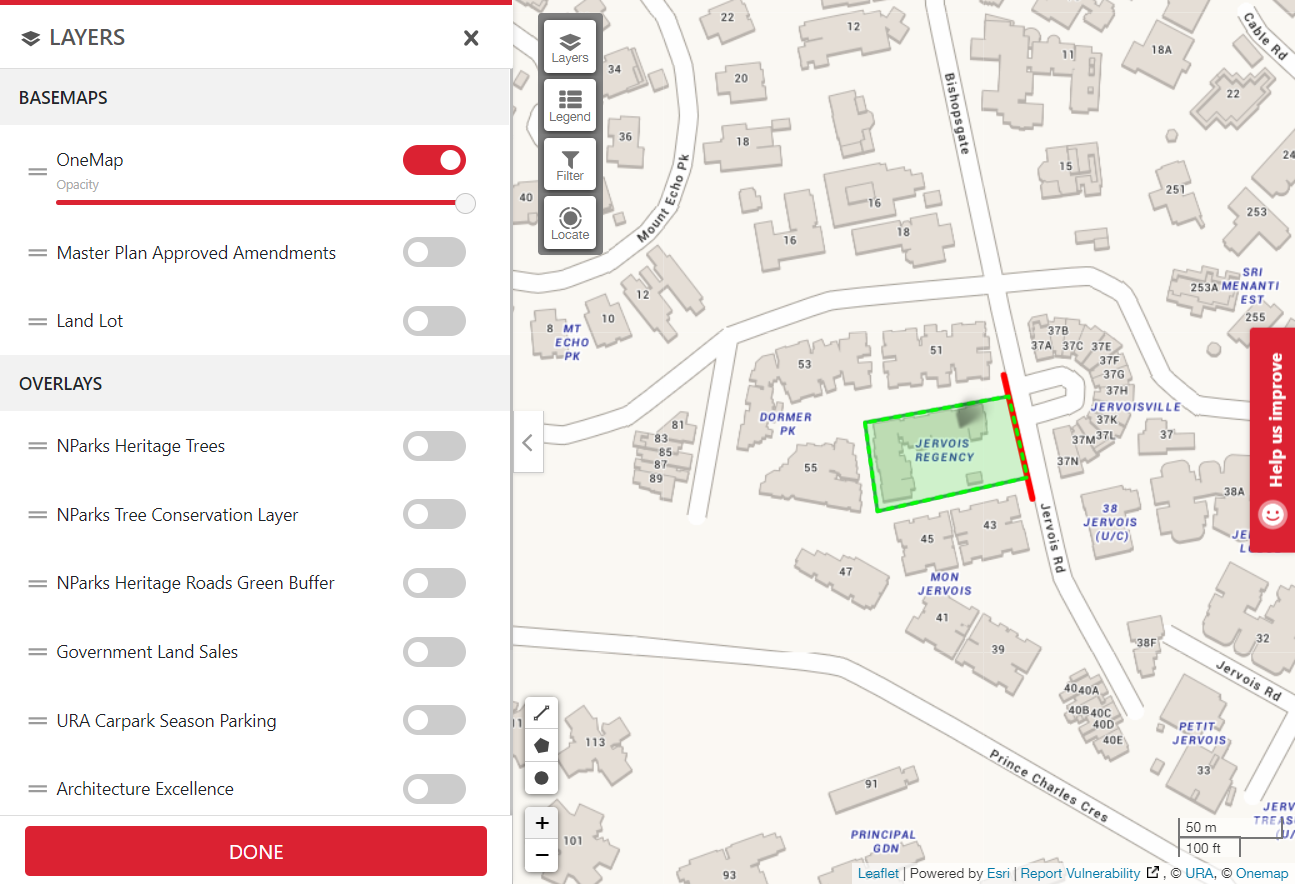 LAYERS
BASEMAPS
OneMap
Opacity
Master Plan Approved Amendments
Land Lot
OVERLAYS
NParks Heritage Trees
NParks Tree Conservation Layer
NParks Heritage Roads Green Buffer
Government Land Sales
URA Carpark Season Parking
Architecture Excellence
DONE
Layers
Legend
Filter
Locate
22
12
11
18A
Cable Rd
34
20
22
Bishopsgate
36
18
24
15
40
251
Mount Echo Pk
16
253
16
18
SRI
253A
MENANTI
EST
12
255
10
8
MT
ECHO
PK
37B
37A
37C
37E
51
37F
53
37G
37H
JERVOISVILLE
DORMER
PK
37K
81
83
37M
37L
37
JERVOIS
REGENCY
85
87
37N
89
55
38A
38
JERVOIS
(U/C)
43
45
Jervois Rd
47
MON
JERVOIS
41
39
38F
32
Jervois Rd
40
40A
40B
40C
40D
40E
PETIT
JERVOIS
113
33
91
Prince Charles Cres
101
PRINCIPAL
GDN
93
Help us improve
+
−
50 m
100 ft
Leaflet | Powered by Esri | Report Vulnerability , © URA, © Onemap